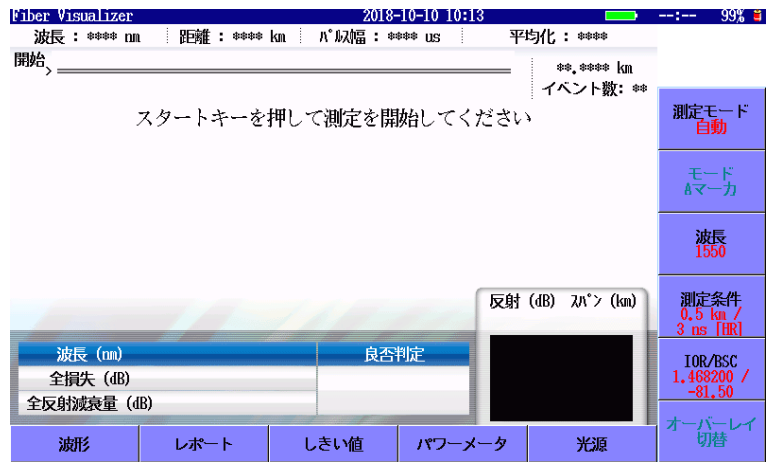 Fiber Visualizer 2018-10-10 10:13 --:-- 99%
波長 : **** nm 距離 : **** km パルス幅 : **** us 平均化 : ****
開始
**.**** km
イベント数: **
スタートキーを押して測定を開始してください
測定モード
自動
モード
Aマーカ
波長
1550
測定条件
0.5 km /
3 ns [HR]
IOR/BSC
1.468200 /
-81.50
オーバーレイ
切替
反射 (dB) スパン (km)
波長 (nm) 良否判定
全損失 (dB)
全反射減衰量 (dB)
波形 レポート しきい値 パワーメータ 光源